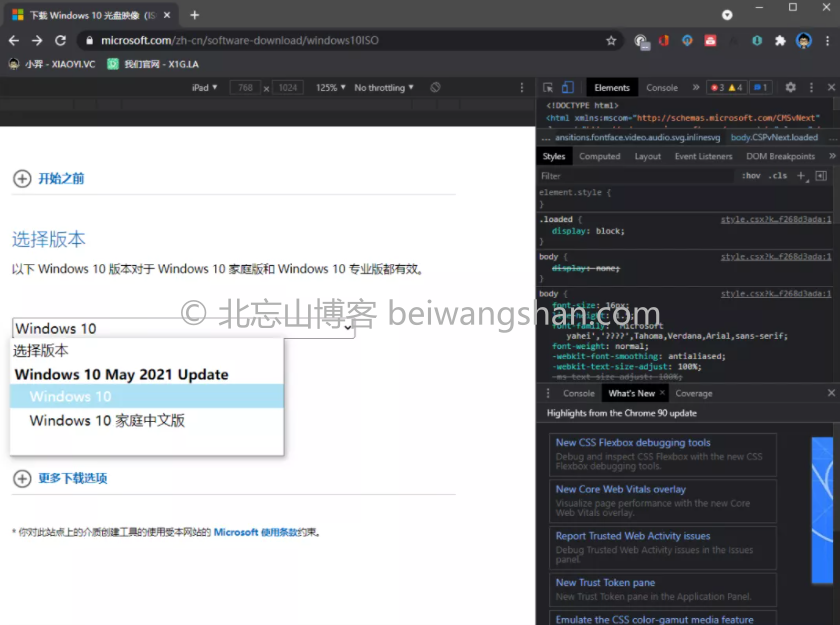 下载 Windows 10 光盘映像 (IS
microsoft.com/zh-cn/software-download/windows10ISO
小羿 - XIAOYI.VC
我们官网 - X1G.LA
iPad
768 × 1024
125%
No throttling
Elements
Console
3
4
1
<!DOCTYPE html>
<html xmlns:mscom="http://schemas.microsoft.com/CMSvNext"
... ansitions.fontface.video.audio.svg.inlinesvg body.CSPvNext.loaded ...
Styles Computed Layout Event Listeners DOM Breakpoints
Filter
:hov .cls
element.style {
}
.loaded { style.csx?k…f268d3ada:1
display: block;
}
body { style.csx?k…f268d3ada:1
display: none;
}
body { style.csx?k…f268d3ada:1
font-size: 16px;
yahei','????',Tahoma,Verdana,Arial,sans-serif;
font-weight: normal;
-webkit-font-smoothing: antialiased;
-webkit-text-size-adjust: 100%;
-ms-text-size-adjust: 100%;
Console What's New Coverage
Highlights from the Chrome 90 update
New CSS Flexbox debugging tools
Debug and inspect CSS Flexbox with the new CSS
Flexbox debugging tools.
New Core Web Vitals overlay
Visualize page performance with the new Core
Web Vitals overlay.
Report Trusted Web Activity issues
Debug Trusted Web Activity issues in the Issues
panel.
New Trust Token pane
New Trust Token pane in the Application Panel.
Emulate the CSS color-gamut media feature
开始之前
选择版本
以下 Windows 10 版本对于 Windows 10 家庭版和 Windows 10 专业版都有效。
Windows 10
选择版本
Windows 10 May 2021 Update
Windows 10
Windows 10 家庭中文版
更多下载选项
* 你对此站点上的介质创建工具的使用受本网站的 Microsoft 使用条款约束。
© 北忘山博客 beiwangshan.com